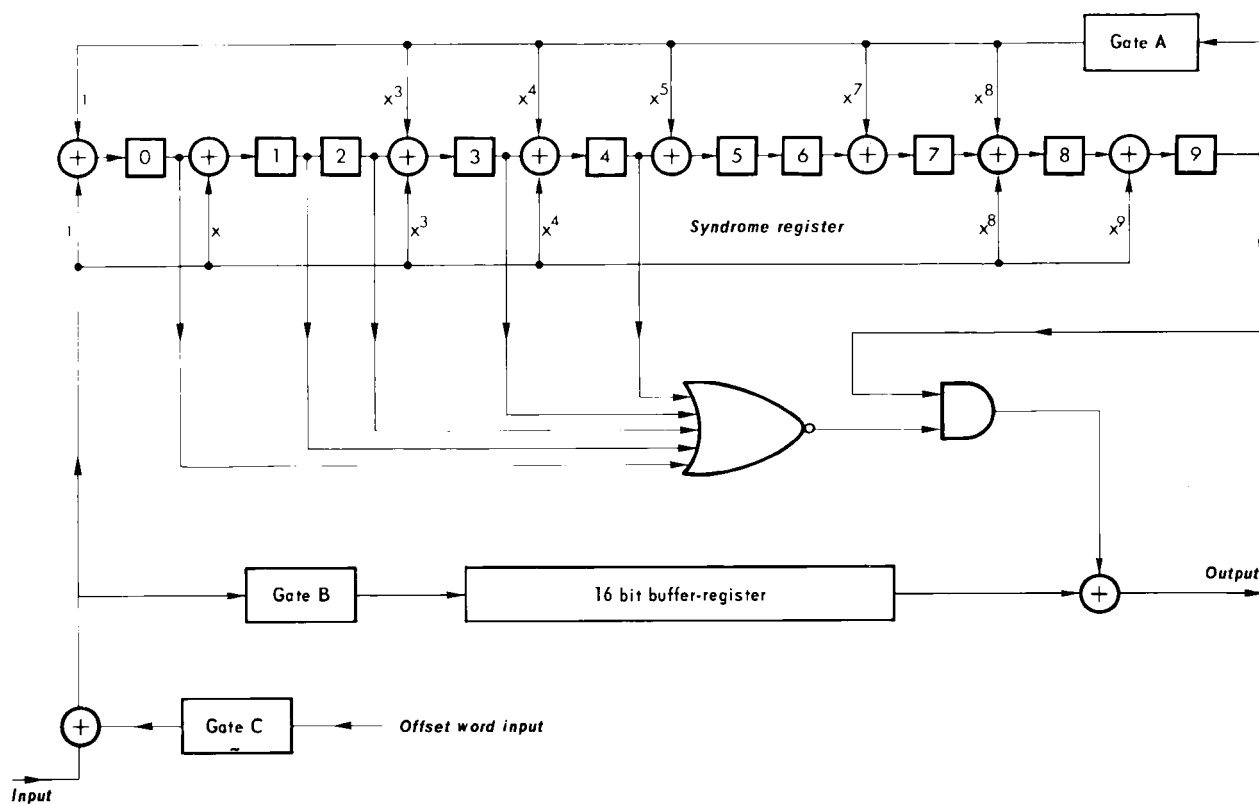 Gate A
1 x³ x⁴ x⁵ x⁷ x⁸
0 1 2 3 4 5 6 7 8 9
1 x x³ x⁴ Syndrome register x⁸ x⁹
Gate B 16 bit buffer-register Output
Gate C Offset word input
Input